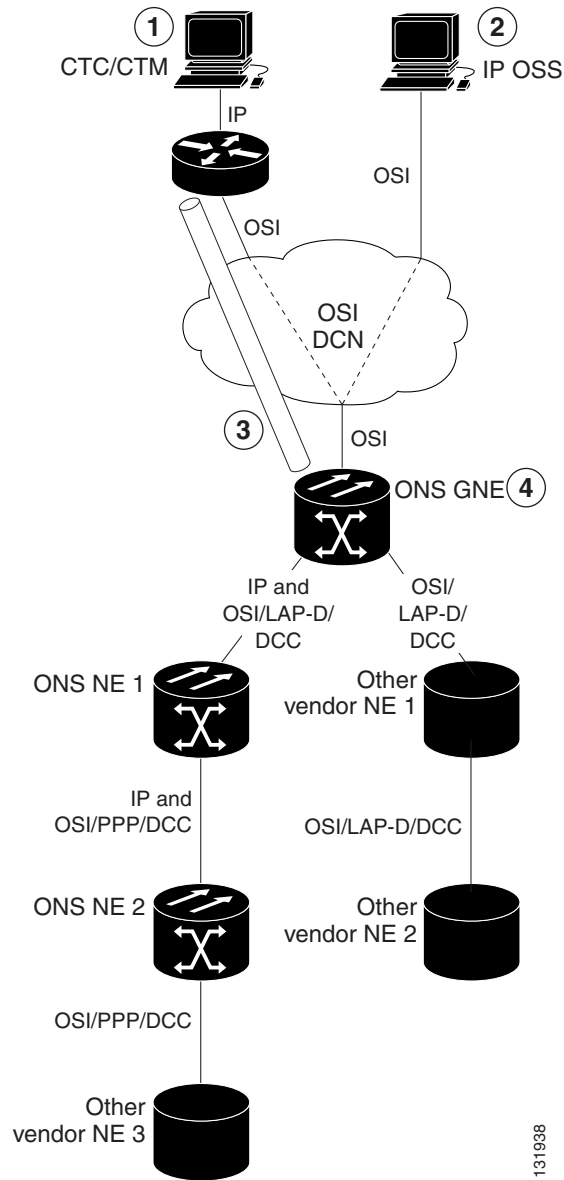 1
2
CTC/CTM
IP OSS
IP
OSI
OSI
OSI
DCN
3
OSI
ONS GNE
4
IP and
OSI/LAP-D/
DCC
OSI/
LAP-D/
DCC
ONS NE 1
Other
vendor NE 1
IP and
OSI/PPP/DCC
OSI/LAP-D/DCC
ONS NE 2
Other
vendor NE 2
OSI/PPP/DCC
Other
vendor NE 3
131938